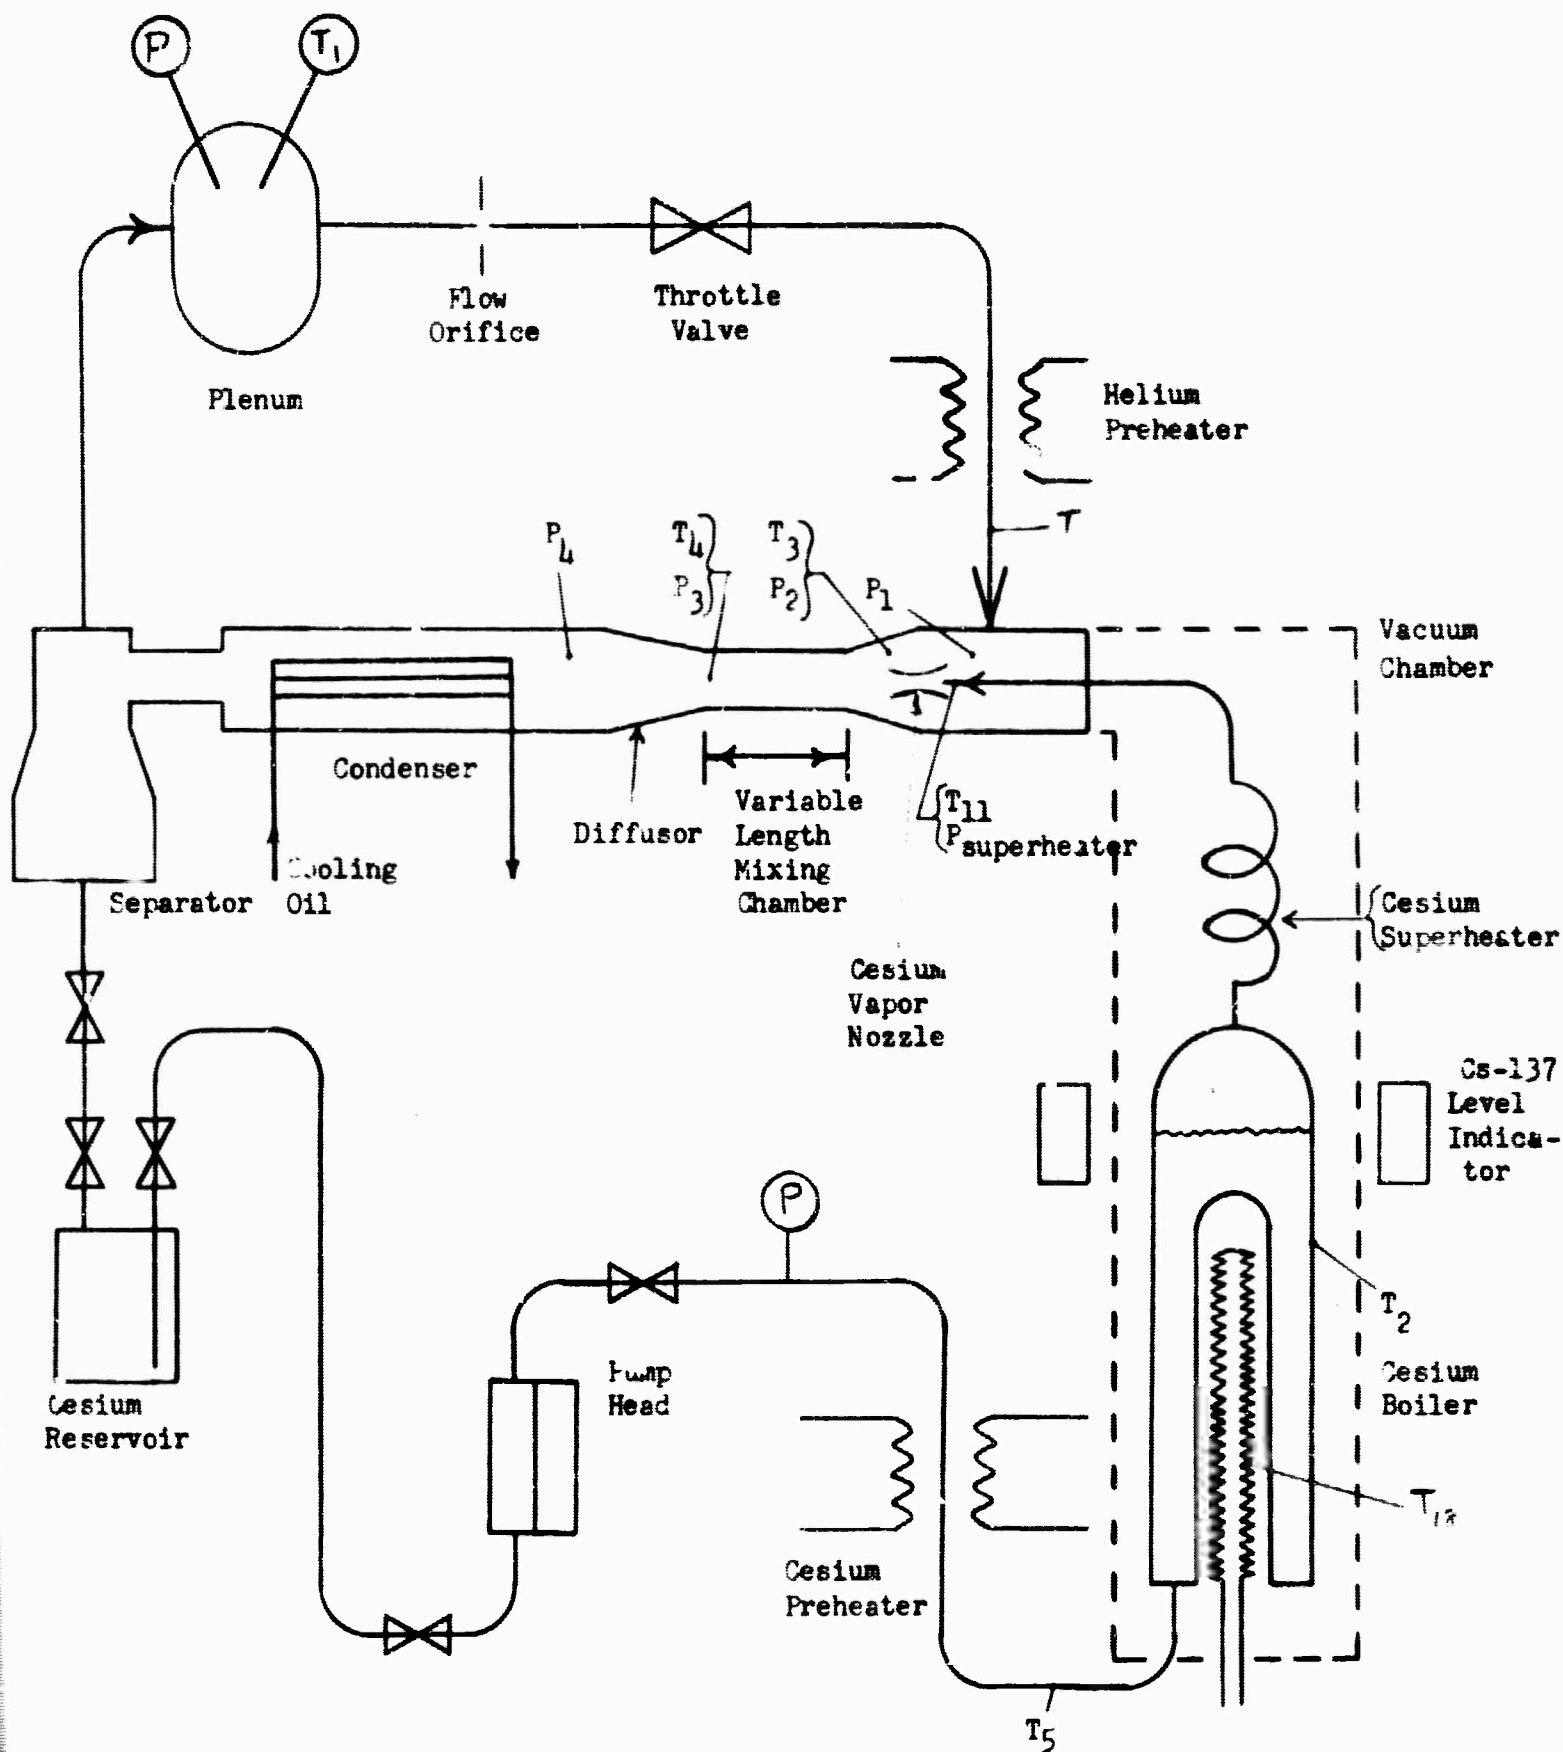 P
T1
Flow
Orifice
Throttle
Valve
Plenum
Helium
Preheater
T
P4
T4
P3
T3
P2
P1
Vacuum
Chamber
Condenser
Diffusor
Variable
Length
Mixing
Chamber
T11
Psuperheater
Cooling
Oil
Separator
Cesium
Superheater
Cesium
Vapor
Nozzle
Cs-137
Level
Indica-
tor
P
T2
Cesium
Boiler
Pump
Head
Cesium
Reservoir
Cesium
Preheater
T5